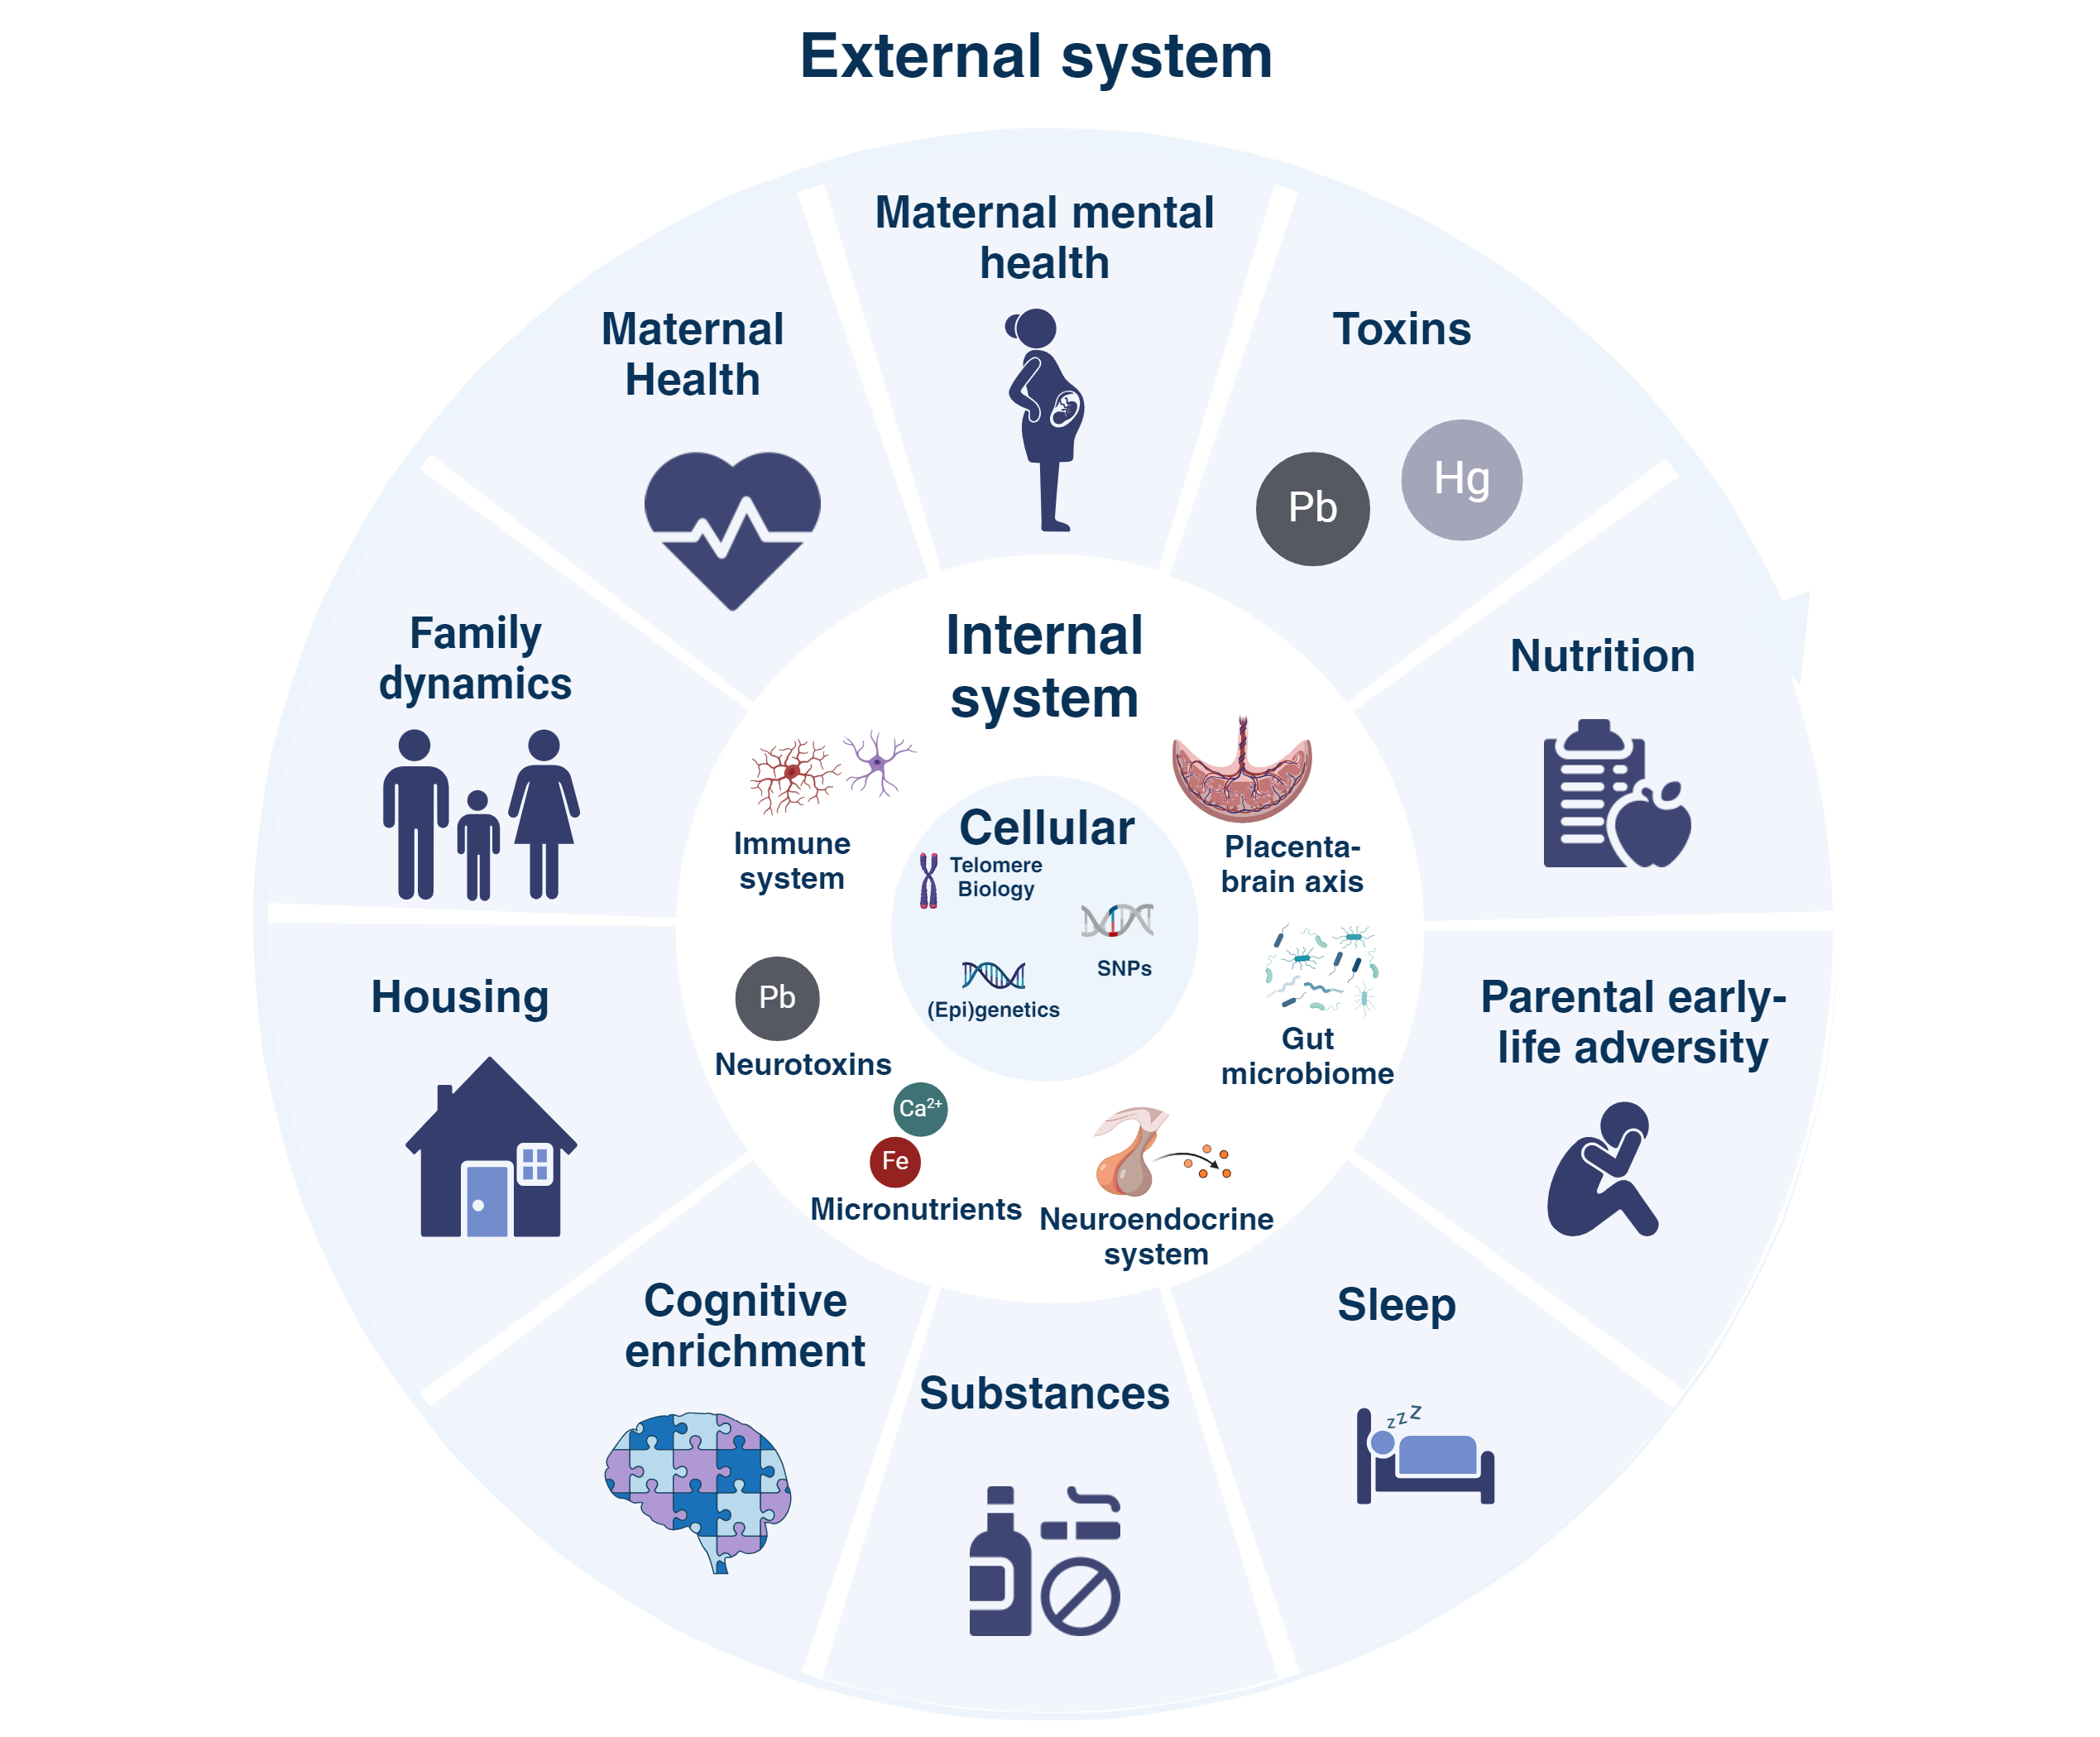 External system
Maternal mental
health
Toxins
Pb
Hg
Nutrition
Parental early-
life adversity
Sleep
zzZ
Substances
Cognitive
enrichment
Housing
Family
dynamics
Maternal
Health
Internal
system
Placenta-
brain axis
Gut
microbiome
Neuroendocrine
system
Ca²⁺
Fe
Micronutrients
Pb
Neurotoxins
Immune
system
Cellular
Telomere
Biology
SNPs
(Epi)genetics